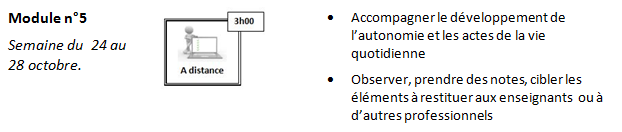 Module n°5
Semaine du 24 au
28 octobre.
3h00
A distance
• Accompagner le développement de
l'autonomie et les actes de la vie
quotidienne
• Observer, prendre des notes, cibler les
éléments à restituer aux enseignants ou à
d'autres professionnels